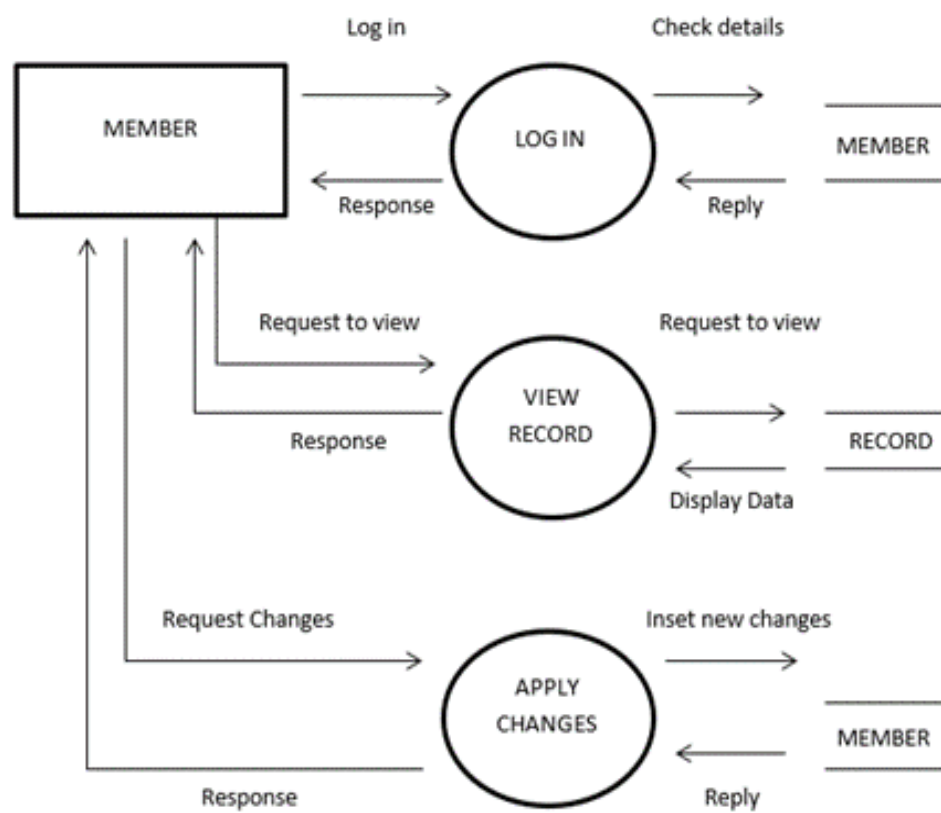 Log in
Check details
MEMBER
LOG IN
MEMBER
Response
Reply
Request to view
Request to view
VIEW
RECORD
RECORD
Response
Display Data
Request Changes
Inset new changes
APPLY
CHANGES
MEMBER
Response
Reply